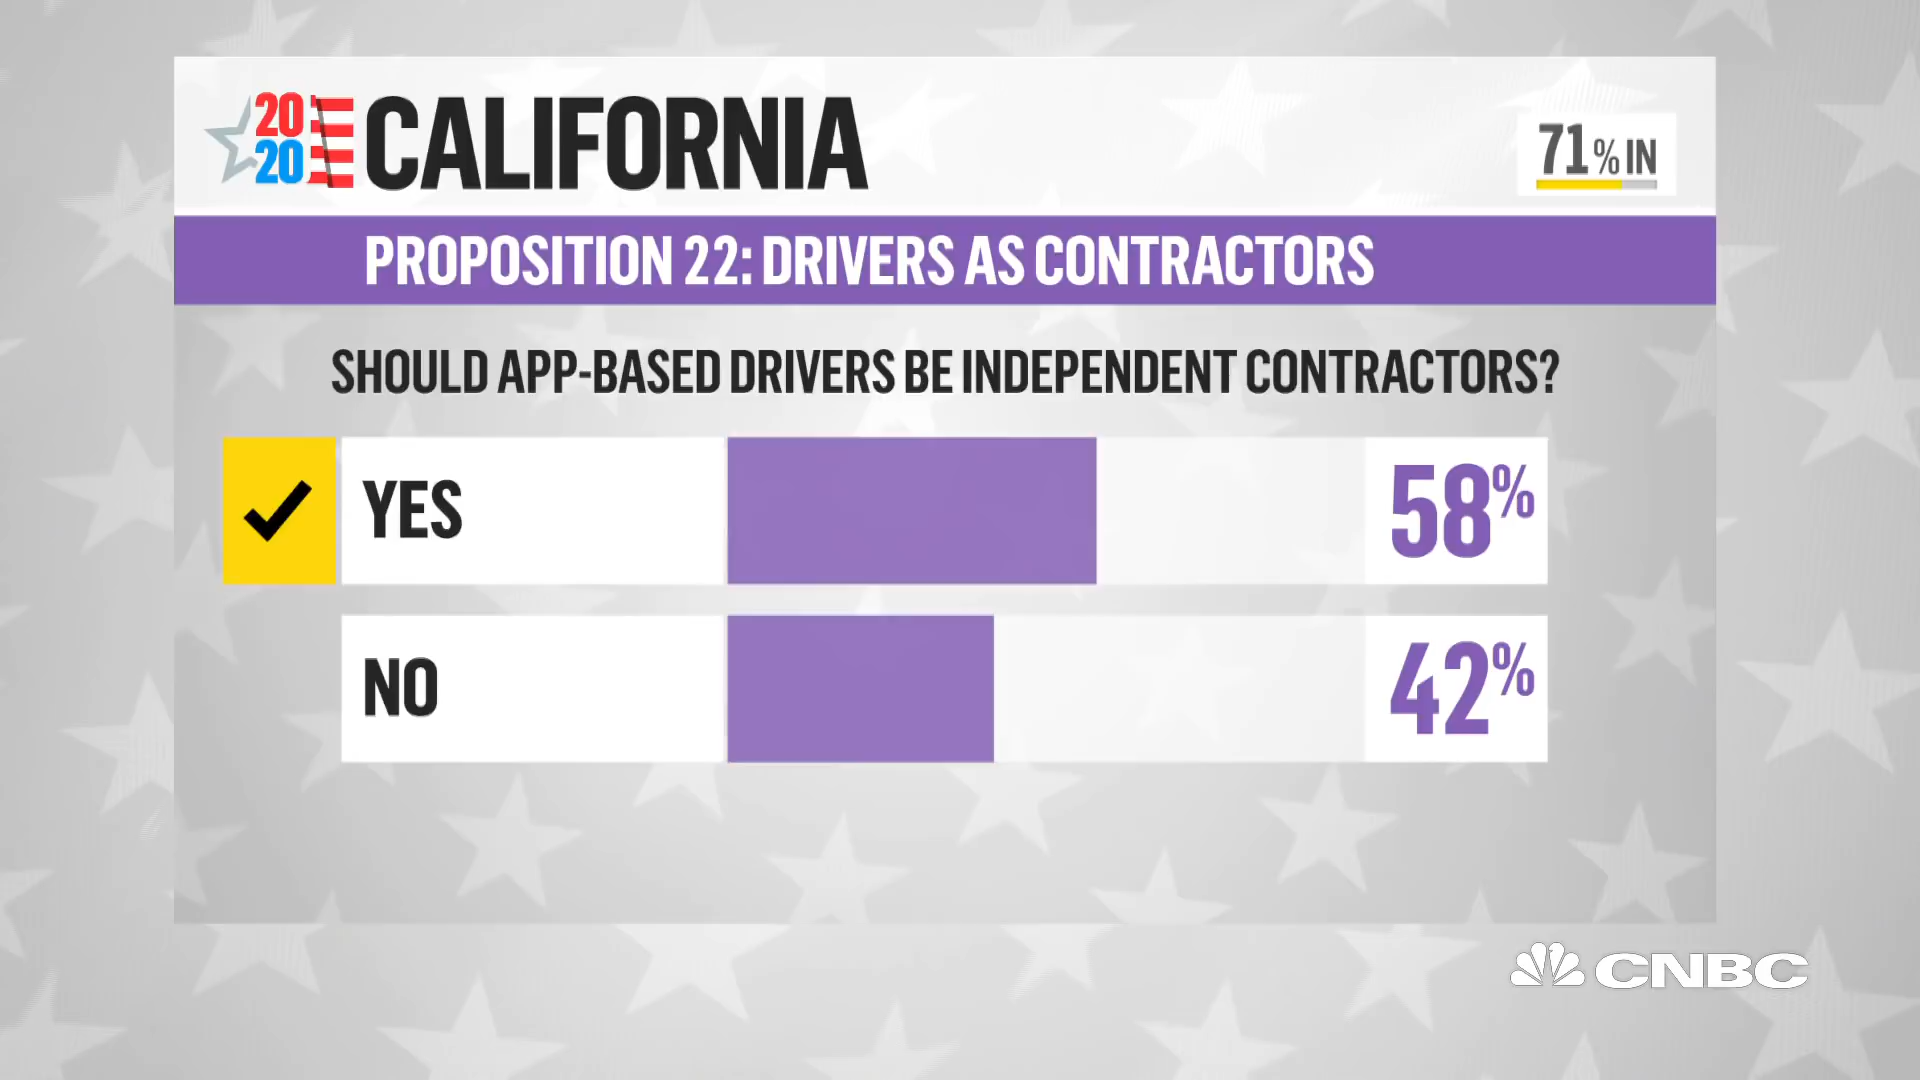 2020
CALIFORNIA
71% IN
PROPOSITION 22: DRIVERS AS CONTRACTORS
SHOULD APP-BASED DRIVERS BE INDEPENDENT CONTRACTORS?
YES 58%
NO 42%
CNBC